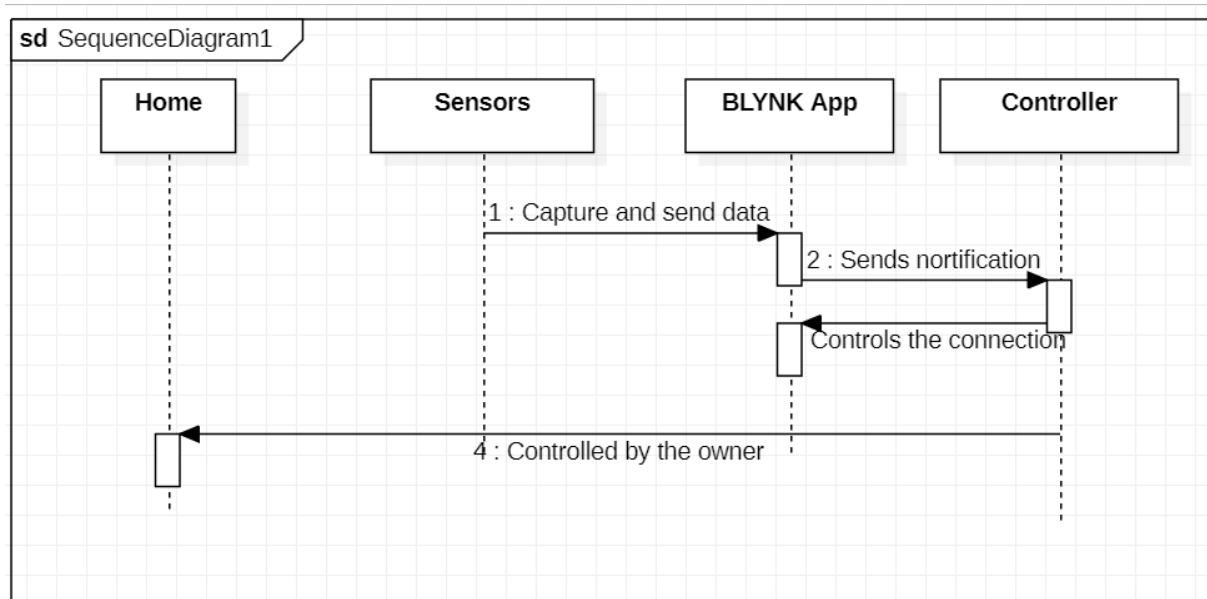 sd SequenceDiagram1
Home
Sensors
BLYNK App
Controller
1 : Capture and send data
2 : Sends nortification
Controls the connection
4 : Controlled by the owner